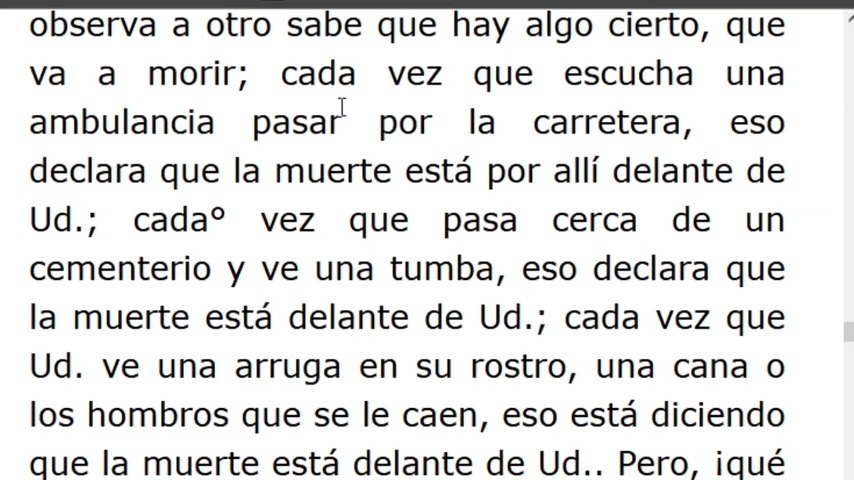 observa a otro sabe que hay algo cierto, que
va a morir; cada vez que escucha una
ambulancia pasar por la carretera, eso
declara que la muerte está por allí delante de
Ud.; cada° vez que pasa cerca de un
cementerio y ve una tumba, eso declara que
la muerte está delante de Ud.; cada vez que
Ud. ve una arruga en su rostro, una cana o
los hombros que se le caen, eso está diciendo
que la muerte está delante de Ud.. Pero, ¡qué